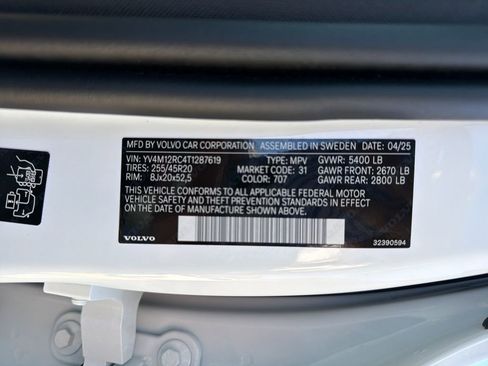 MFD BY VOLVO CAR CORPORATION ASSEMBLED IN SWEDEN DATE: 04/25
VIN: YV4M12RC4T1287619 TYPE: MPV GVWR: 5400 LB
TIRES: 255/45R20 MARKET CODE: 31 GAWR FRONT: 2670 LB
RIM: 8Jx20x52,5 COLOR: 707 GAWR REAR: 2800 LB
THIS VEHICLE CONFORMS TO ALL APPLICABLE FEDERAL MOTOR
VEHICLE SAFETY AND THEFT PREVENTION STANDARDS IN EFFECT
ON THE DATE OF MANUFACTURE SHOWN ABOVE.
VOLVO 32390594